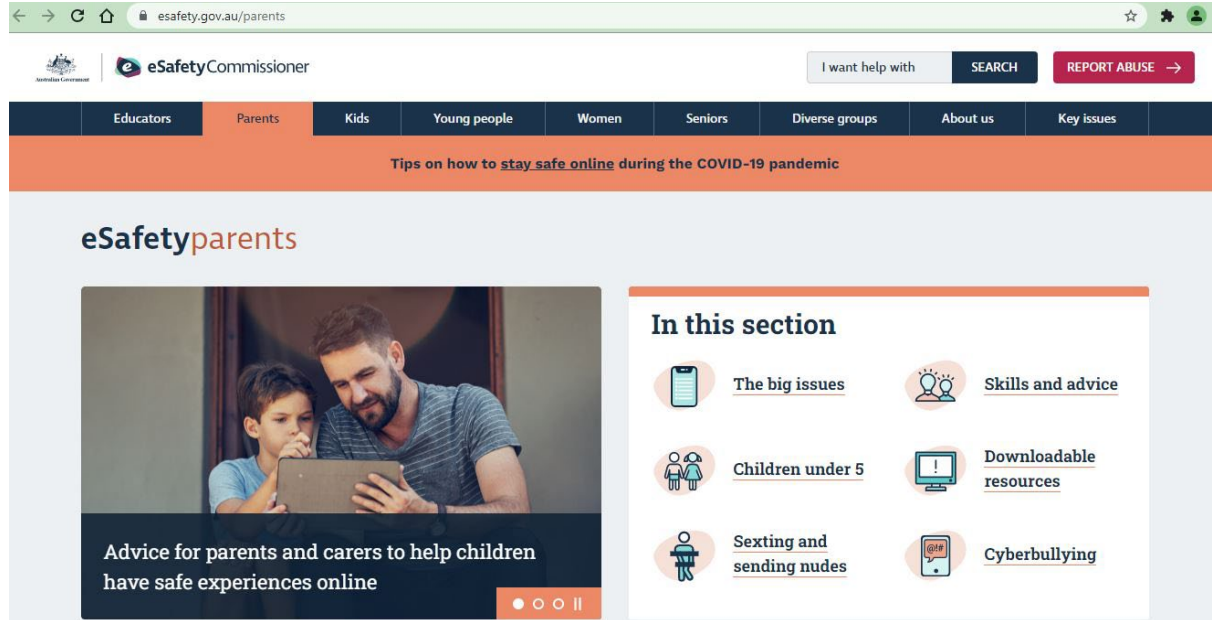 esafety.gov.au/parents
Australian Government
eSafetyCommissioner
I want help with
SEARCH
REPORT ABUSE
Educators
Parents
Kids
Young people
Women
Seniors
Diverse groups
About us
Key issues
Tips on how to stay safe online during the COVID-19 pandemic
eSafetyparents
Advice for parents and carers to help children
have safe experiences online
In this section
The big issues
Skills and advice
Children under 5
Downloadable
resources
Sexting and
sending nudes
@!#
Cyberbullying